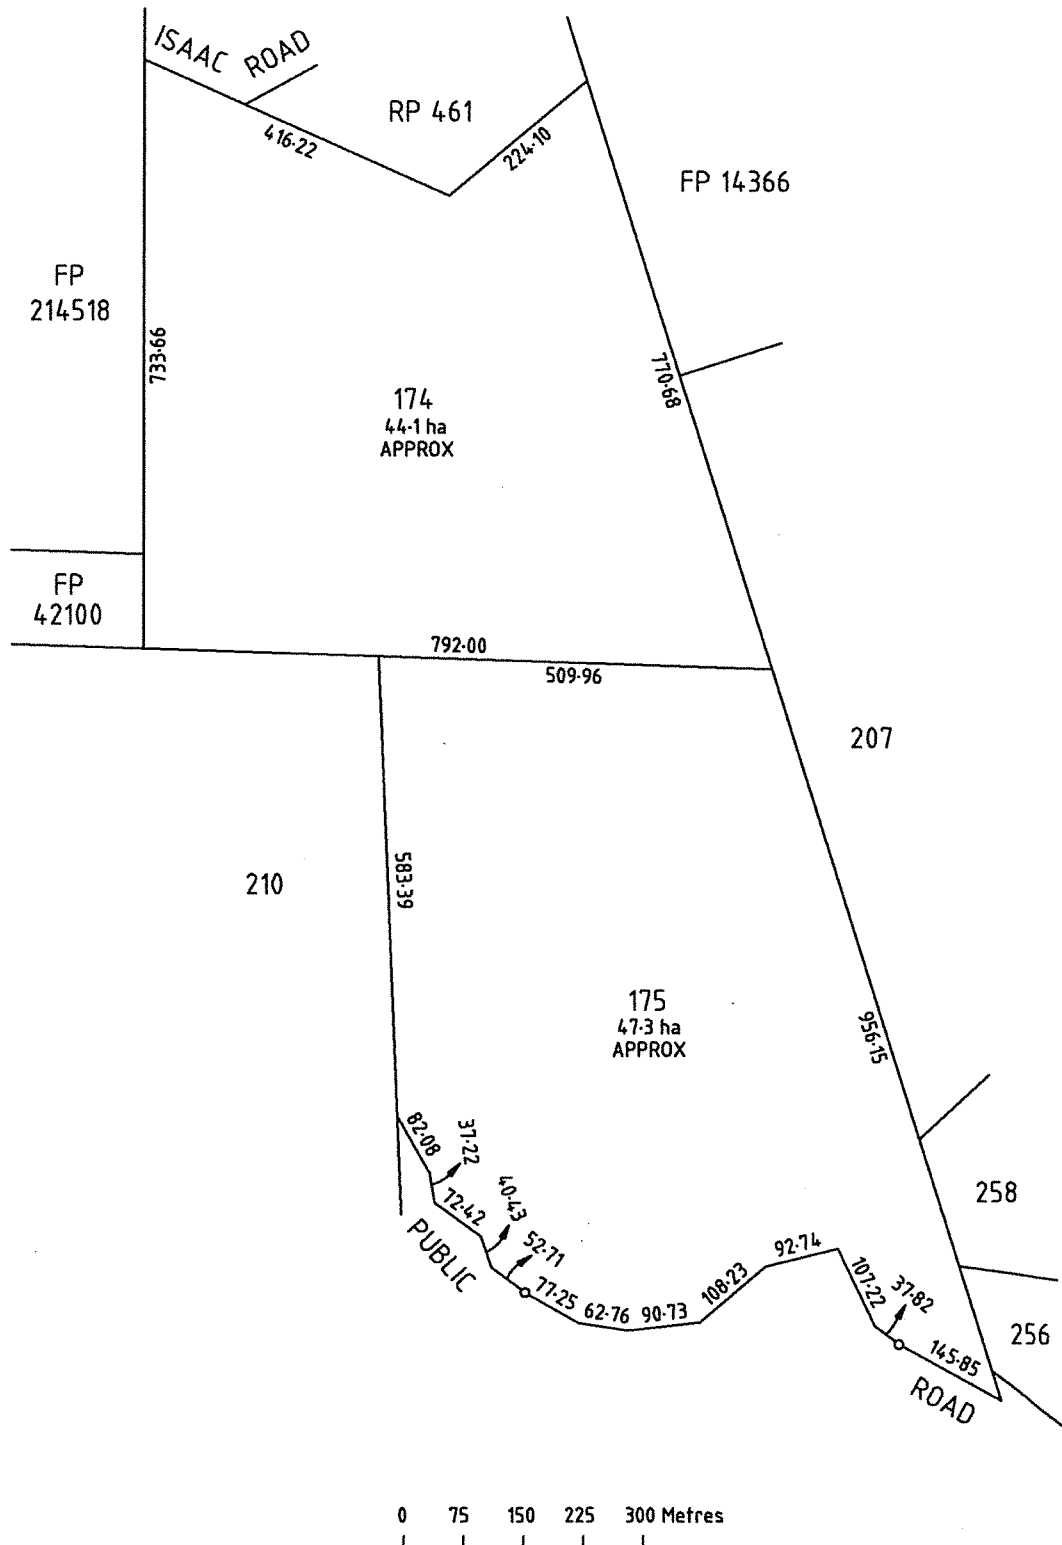 ISAAC ROAD
RP 461
416·22
224·10
FP 14366
FP
214518
733·66
770·68
174
44·1 ha
APPROX
FP
42100
792·00
509·96
207
210
583·39
175
47·3 ha
APPROX
956·15
82·08
37·22
72·42
40·43
52·71
PUBLIC
77·25
62·76
90·73
108·23
92·74
107·22
37·82
145·85
ROAD
258
256
0 75 150 225 300 Metres